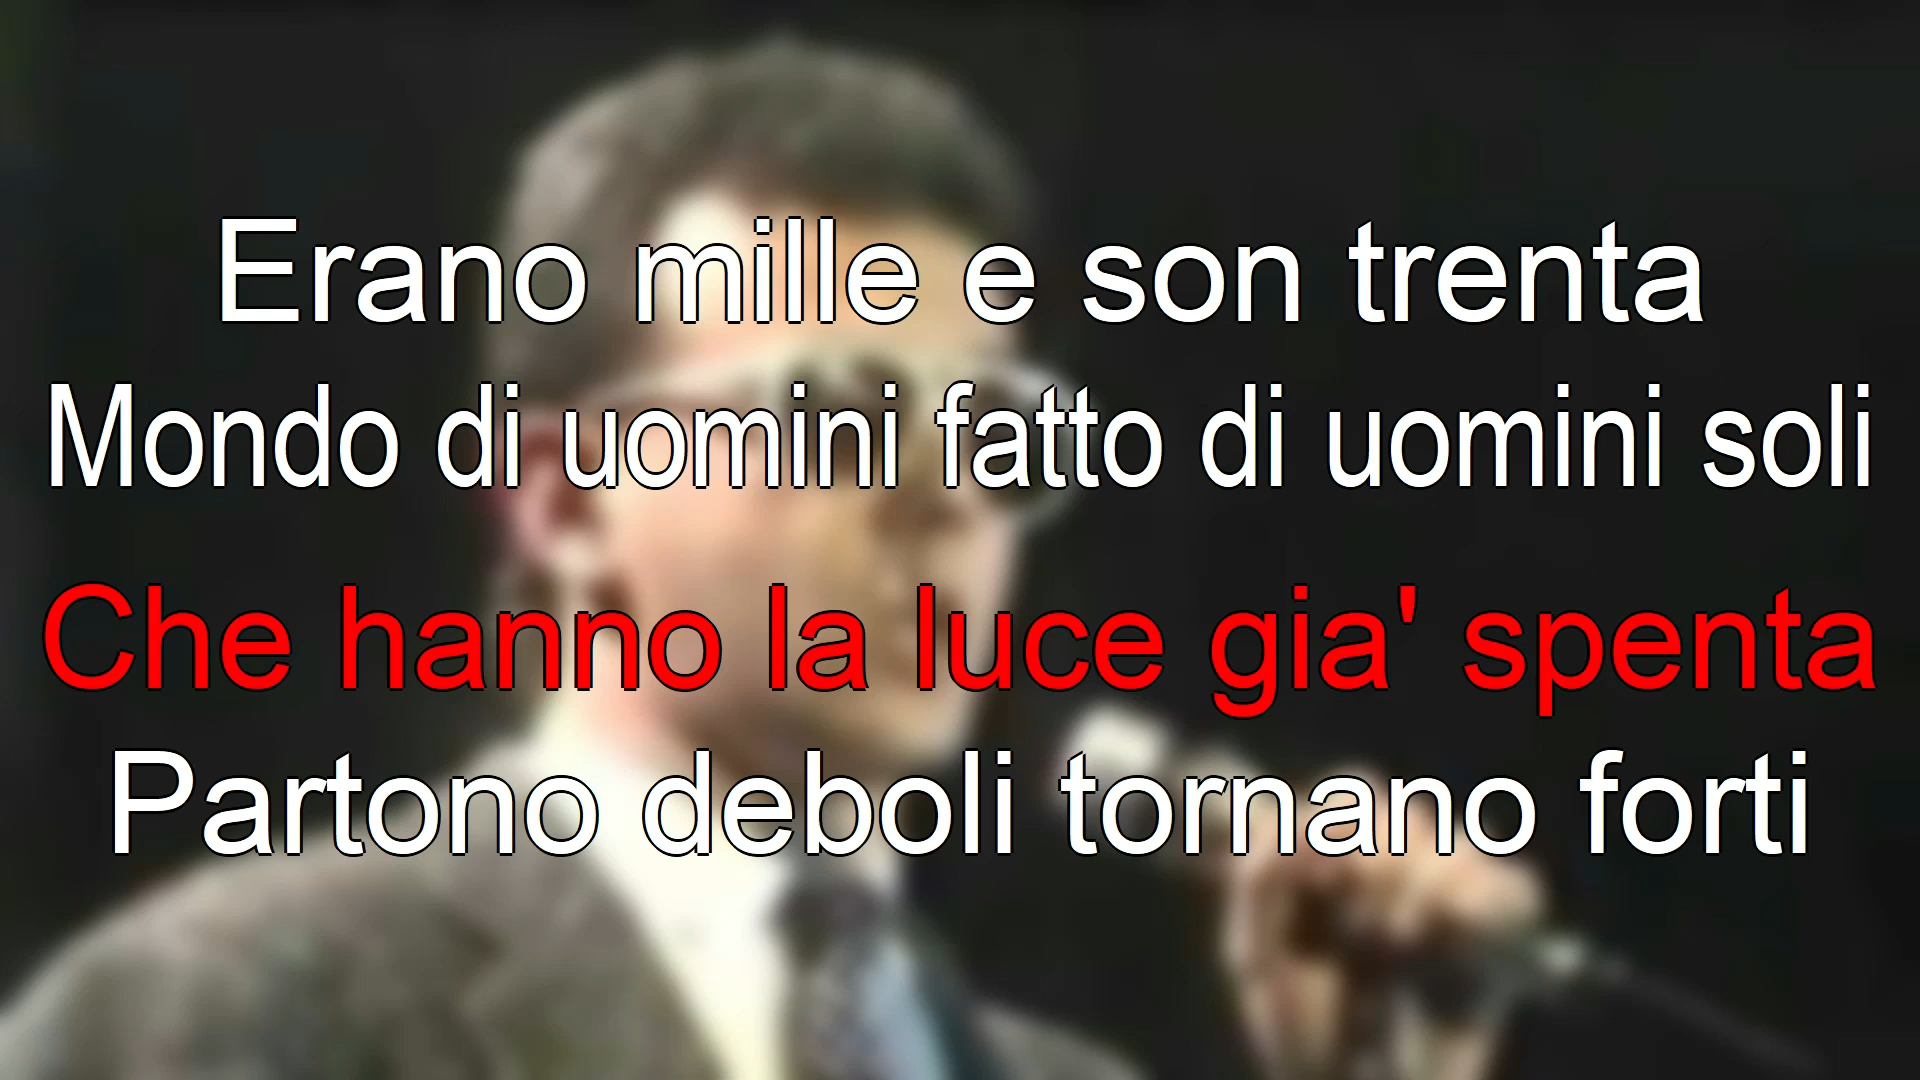 Erano mille e son trenta
Mondo di uomini fatto di uomini soli
Che hanno la luce gia' spenta
Partono deboli tornano forti